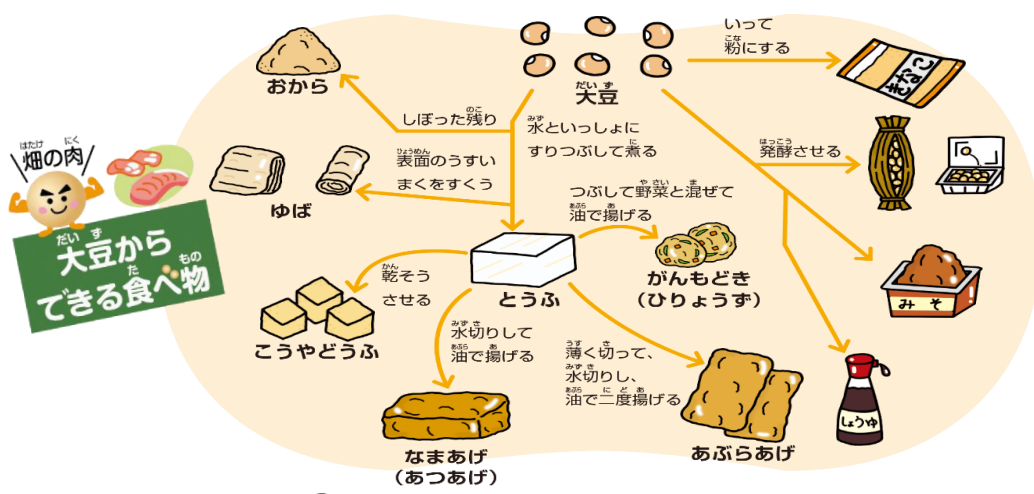 畑の肉
大豆から
できる食べ物
大豆
いって
粉にする
きなこ
おから
しぼった残り
水といっしょに
すりつぶして煮る
発酵させる
表面のうすい
まくをすくう
ゆば
つぶして野菜と混ぜて
油で揚げる
がんもどき
(ひりょうず)
みそ
とうふ
乾そう
させる
こうやどうふ
水切りして
油で揚げる
薄く切って、
水切りし、
油で二度揚げる
しょうゆ
なまあげ
(あつあげ)
あぶらあげ